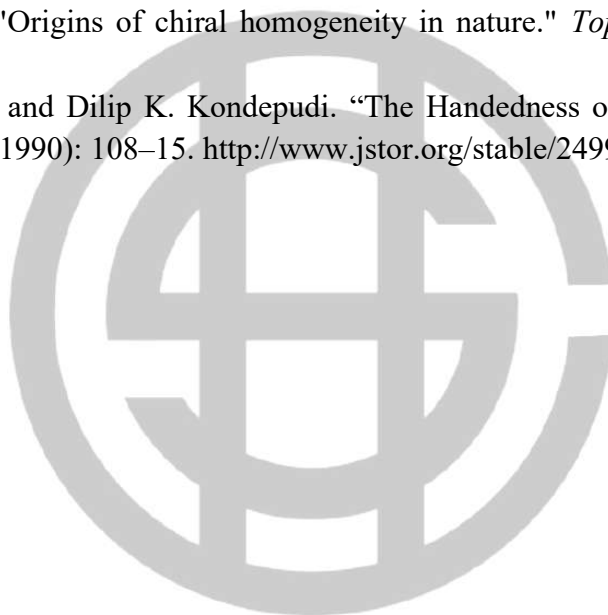 "Origins of chiral homogeneity in nature." Top
and Dilip K. Kondepudi. “The Handedness o
1990): 108–15. http://www.jstor.org/stable/2499